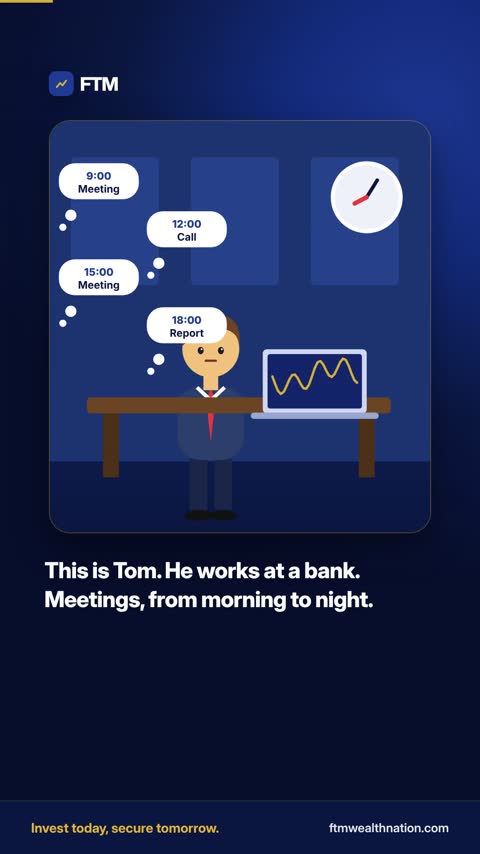 FTM
9:00
Meeting
12:00
Call
15:00
Meeting
18:00
Report
This is Tom. He works at a bank.
Meetings, from morning to night.
Invest today, secure tomorrow.
ftmwealthnation.com